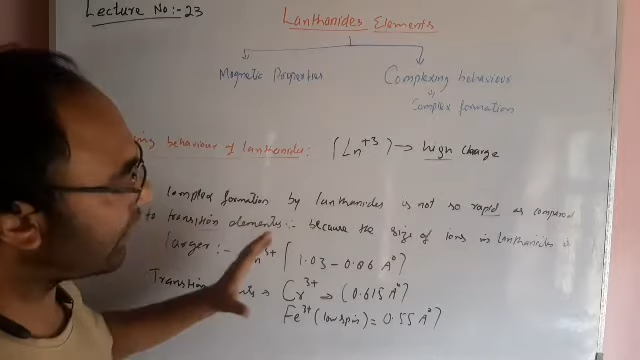 Lecture No:- 23
Lanthanides Elements
Magnetic Properties
Complexing behaviour
or
Complex formation
behaviour of lanthanides: (Ln+3) → high charge
Complex formation by lanthanides is not so rapid as compared
to transition elements:- because the size of ions in lanthanides is
larger:- 3+ [1.03 - 0.86 A°)
Cr3+ → (0.615 A°)
Fe3+ (low spin) = 0.55 A°)